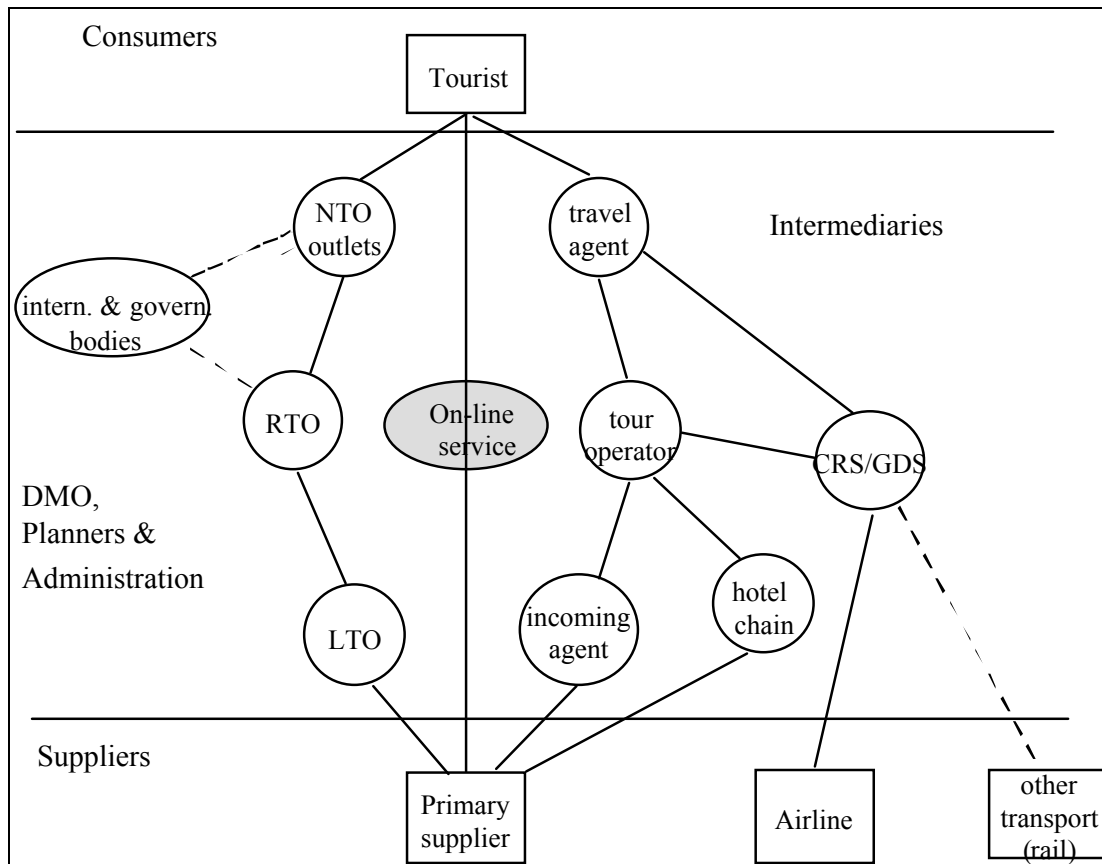 Consumers
Tourist
NTO
outlets
travel
agent
Intermediaries
intern. & govern.
bodies
RTO
On-line
service
tour
operator
CRS/GDS
DMO,
Planners &
Administration
LTO
incoming
agent
hotel
chain
Suppliers
Primary
supplier
Airline
other
transport
(rail)